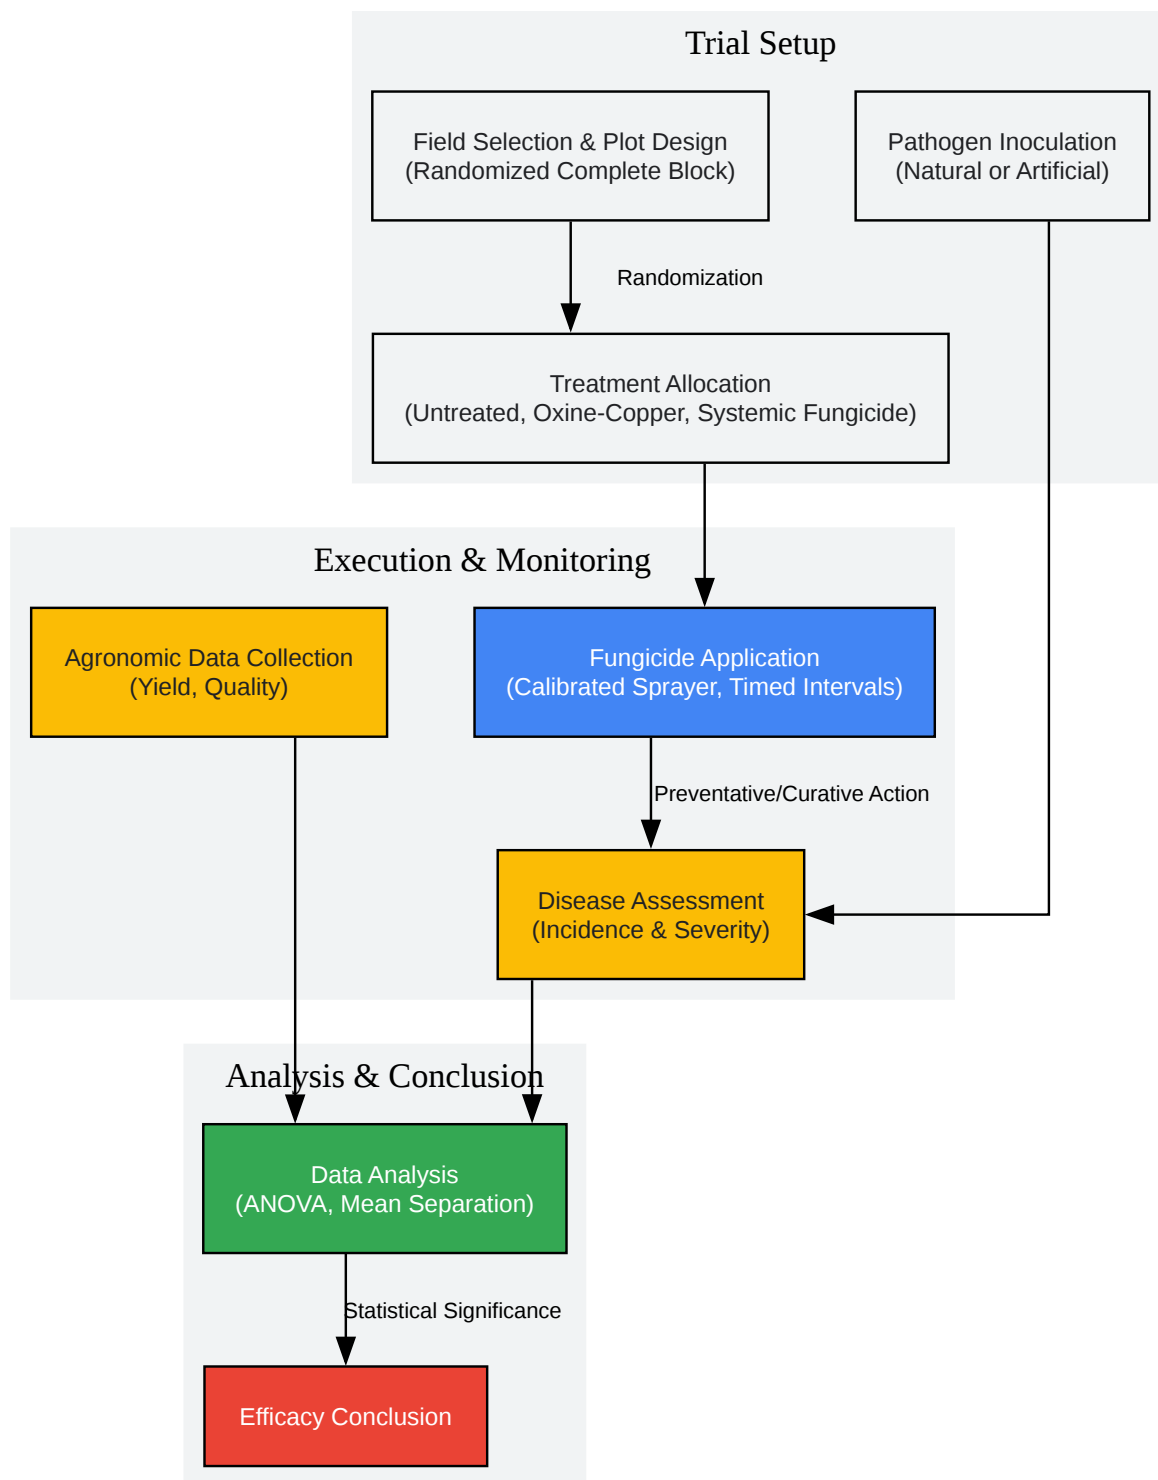 Trial Setup
Field Selection & Plot Design
(Randomized Complete Block)
Pathogen Inoculation
(Natural or Artificial)
Randomization
Treatment Allocation
(Untreated, Oxine-Copper, Systemic Fungicide)
Execution & Monitoring
Agronomic Data Collection
(Yield, Quality)
Fungicide Application
(Calibrated Sprayer, Timed Intervals)
Preventative/Curative Action
Disease Assessment
(Incidence & Severity)
Analysis & Conclusion
Data Analysis
(ANOVA, Mean Separation)
Statistical Significance
Efficacy Conclusion